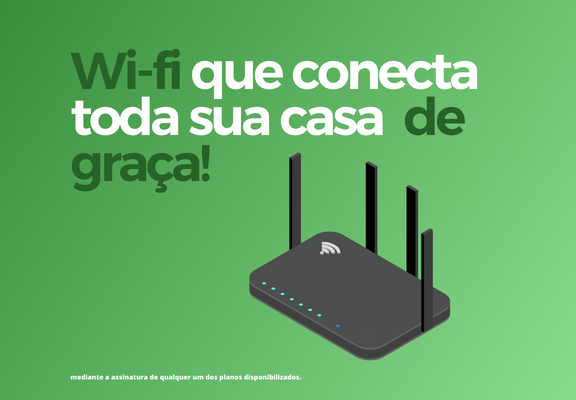 Wi-fi que conecta
toda sua casa de
graça!
mediante a assinatura de qualquer um dos planos disponibilizados.